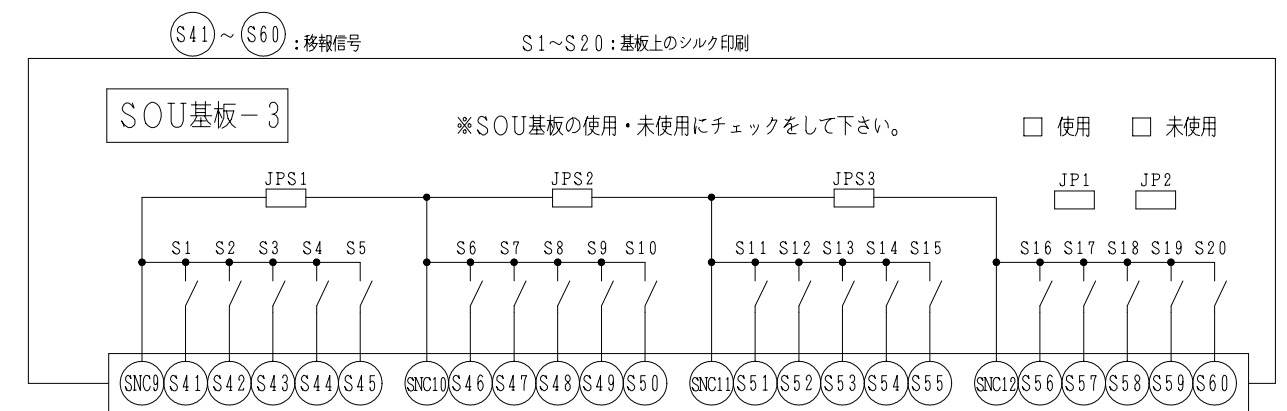 S41～S60：移報信号　S1～S20：基板上のシルク印刷
SOU基板－3
※SOU基板の使用・未使用にチェックをして下さい。　□ 使用　□ 未使用
JPS1 JPS2 JPS3 JP1 JP2
S1 S2 S3 S4 S5 S6 S7 S8 S9 S10 S11 S12 S13 S14 S15 S16 S17 S18 S19 S20
SNC9 S41 S42 S43 S44 S45 SNC10 S46 S47 S48 S49 S50 SNC11 S51 S52 S53 S54 S55 SNC12 S56 S57 S58 S59 S60